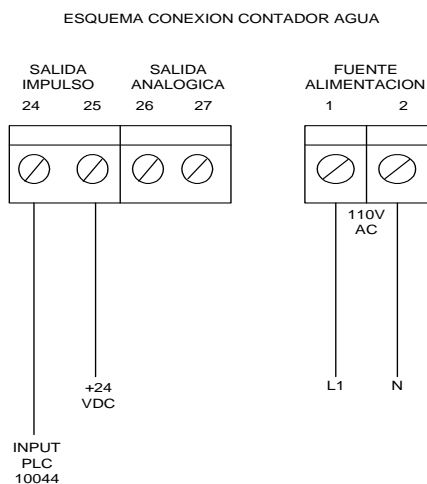 ESQUEMA CONEXION CONTADOR AGUA
SALIDA
IMPULSO
SALIDA
ANALOGICA
FUENTE
ALIMENTACION
24
25
26
27
1
2
110V
AC
+24
VDC
L1
N
INPUT
PLC
10044